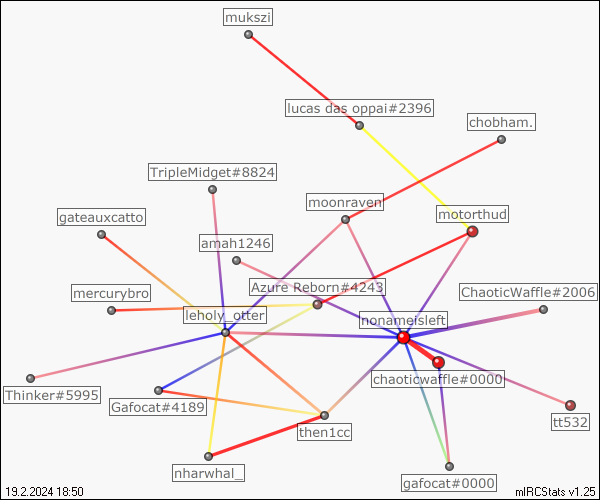 mukszi
lucas das oppai#2396
chobham.
TripleMidget#8824
moonraven
gateauxcatto
motorthud
amah1246
Azure Reborn#4243
mercurybro
ChaoticWaffle#2006
leholy_otter
nonameisleft
chaoticwaffle#0000
Thinker#5995
Gafocat#4189
tt532
then1cc
nharwhal_
gafocat#0000
19.2.2024 18:50
mIRCStats v1.25